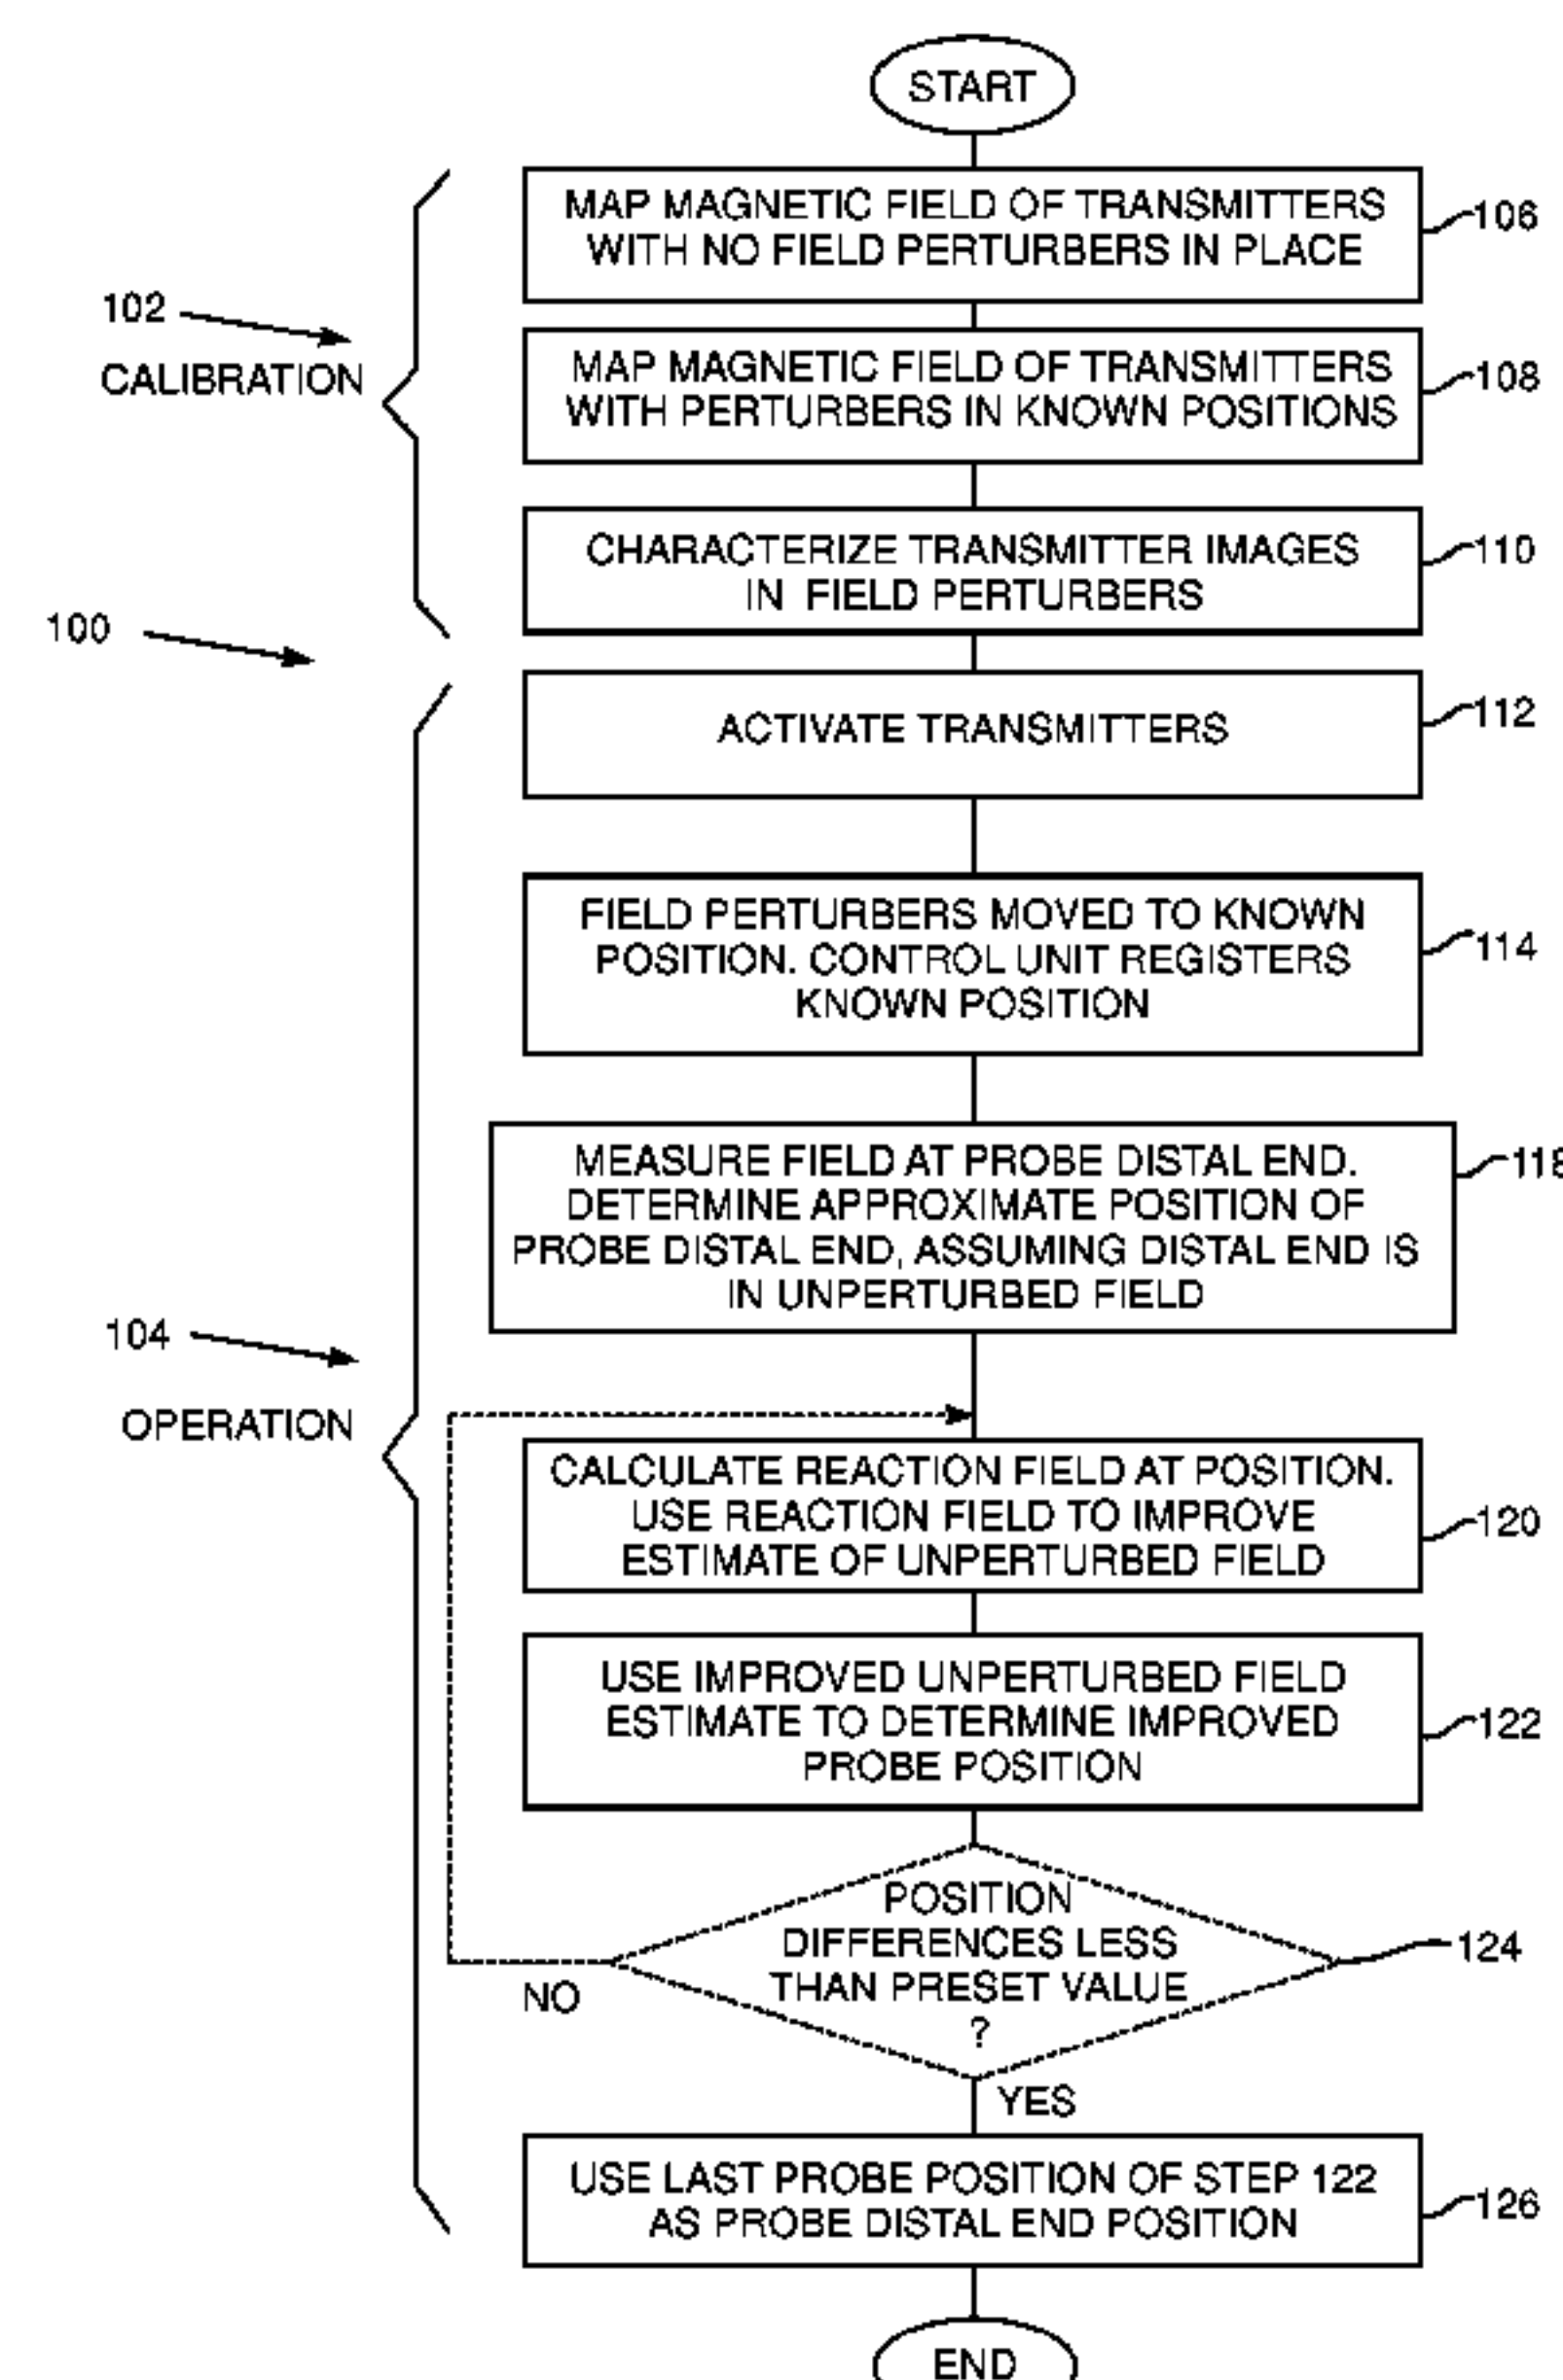 START
MAP MAGNETIC FIELD OF TRANSMITTERS
WITH NO FIELD PERTURBERS IN PLACE
106
102
CALIBRATION
MAP MAGNETIC FIELD OF TRANSMITTERS
WITH PERTURBERS IN KNOWN POSITIONS
108
CHARACTERIZE TRANSMITTER IMAGES
IN FIELD PERTURBERS
110
100
ACTIVATE TRANSMITTERS
112
FIELD PERTURBERS MOVED TO KNOWN
POSITION. CONTROL UNIT REGISTERS
KNOWN POSITION
114
MEASURE FIELD AT PROBE DISTAL END.
DETERMINE APPROXIMATE POSITION OF
PROBE DISTAL END, ASSUMING DISTAL END IS
IN UNPERTURBED FIELD
118
104
OPERATION
CALCULATE REACTION FIELD AT POSITION.
USE REACTION FIELD TO IMPROVE
ESTIMATE OF UNPERTURBED FIELD
120
USE IMPROVED UNPERTURBED FIELD
ESTIMATE TO DETERMINE IMPROVED
PROBE POSITION
122
POSITION
DIFFERENCES LESS
THAN PRESET VALUE
?
124
NO
YES
USE LAST PROBE POSITION OF STEP 122
AS PROBE DISTAL END POSITION
126
END